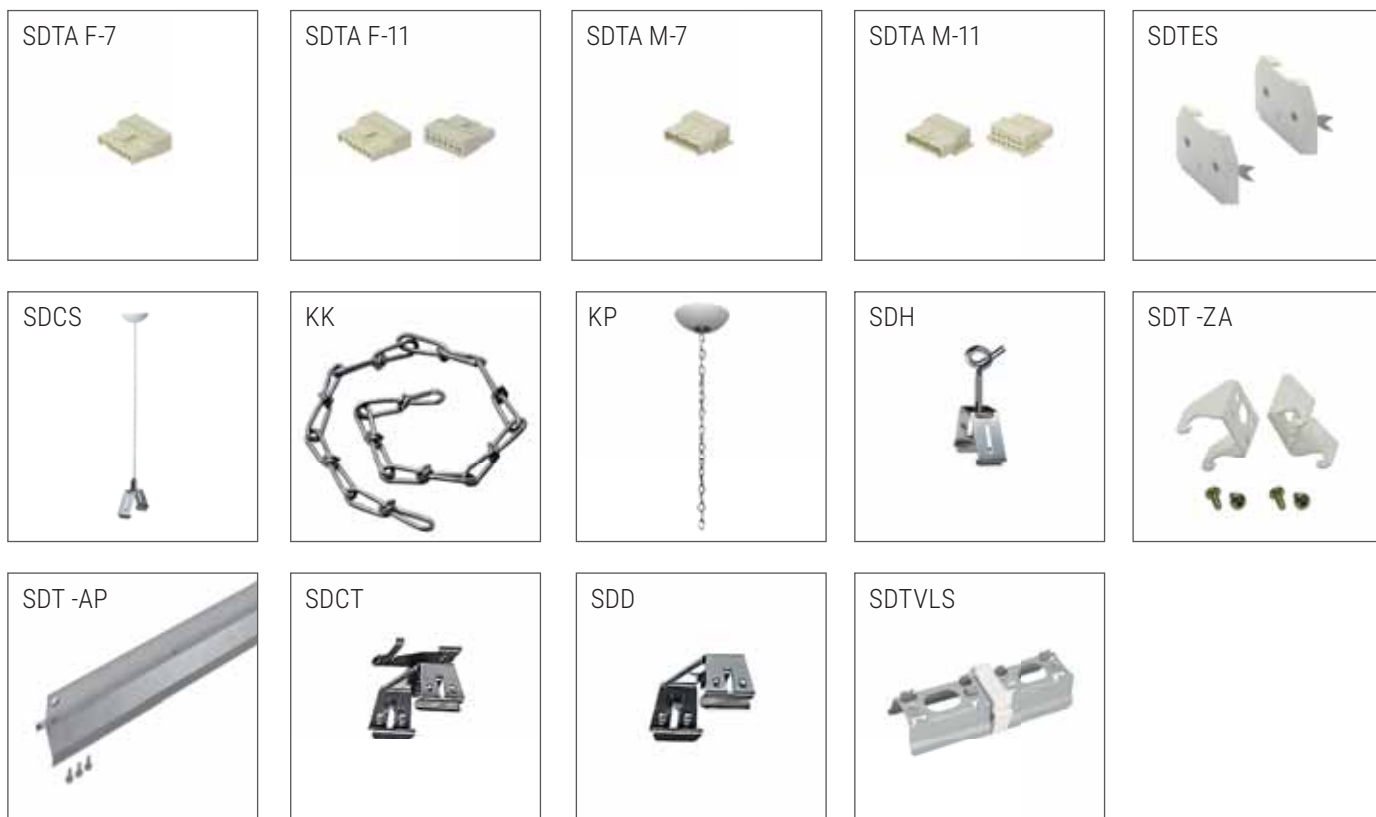 SDTA F-7
SDTA F-11
SDTA M-7
SDTA M-11
SDTES
SDCS
KK
KP
SDH
SDT -ZA
SDT -AP
SDCT
SDD
SDTVLS